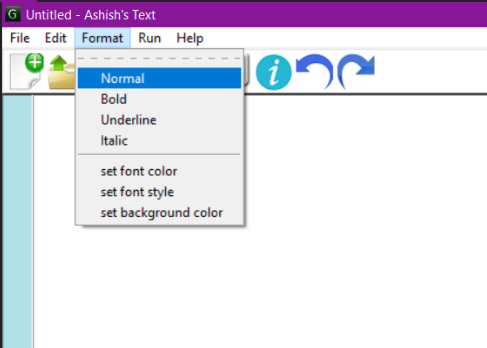 G Untitled - Ashish's Text
File Edit Format Run Help
Normal
Bold
Underline
Italic
set font color
set font style
set background color